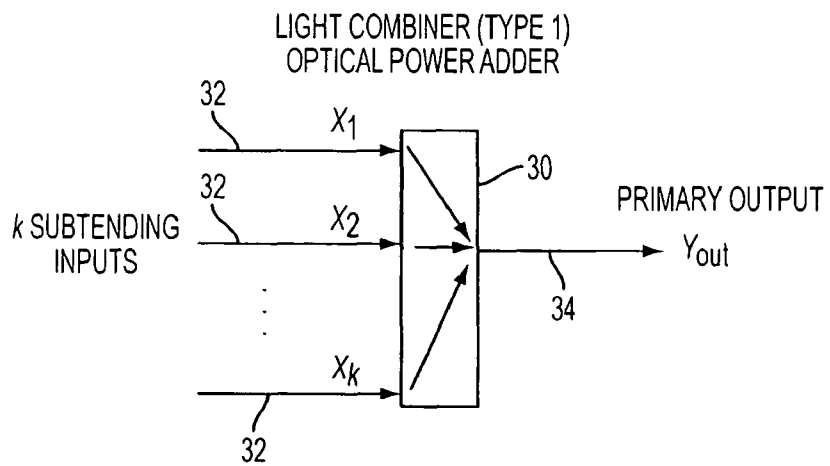 LIGHT COMBINER (TYPE 1)
OPTICAL POWER ADDER
32
X1
30
32
X2
k SUBTENDING
INPUTS
PRIMARY OUTPUT
Yout
34
Xk
32